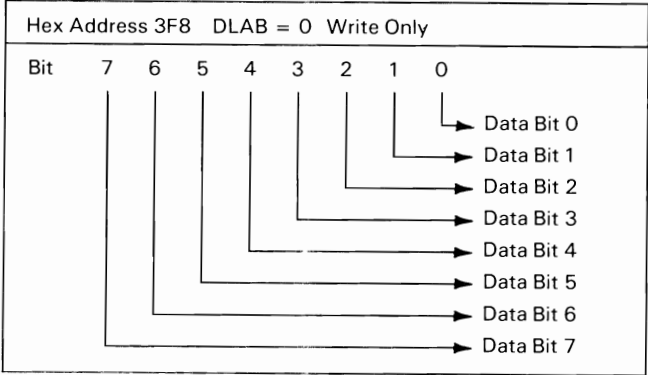 Hex Address 3F8 DLAB = 0 Write Only
Bit 7 6 5 4 3 2 1 0
Data Bit 0
Data Bit 1
Data Bit 2
Data Bit 3
Data Bit 4
Data Bit 5
Data Bit 6
Data Bit 7